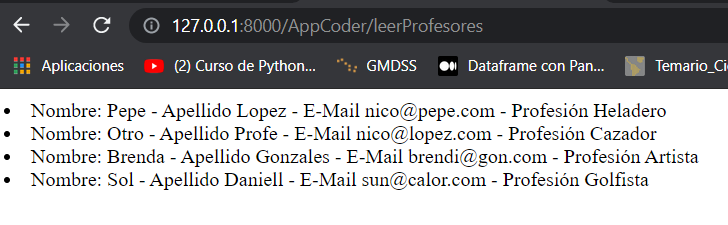 127.0.0.1:8000/AppCoder/leerProfesores
Aplicaciones (2) Curso de Python... GMDSS Dataframe con Pan... Temario_Ci
• Nombre: Pepe - Apellido Lopez - E-Mail nico@pepe.com - Profesión Heladero
• Nombre: Otro - Apellido Profe - E-Mail nico@lopez.com - Profesión Cazador
• Nombre: Brenda - Apellido Gonzales - E-Mail brendi@gon.com - Profesión Artista
• Nombre: Sol - Apellido Daniell - E-Mail sun@calor.com - Profesión Golfista